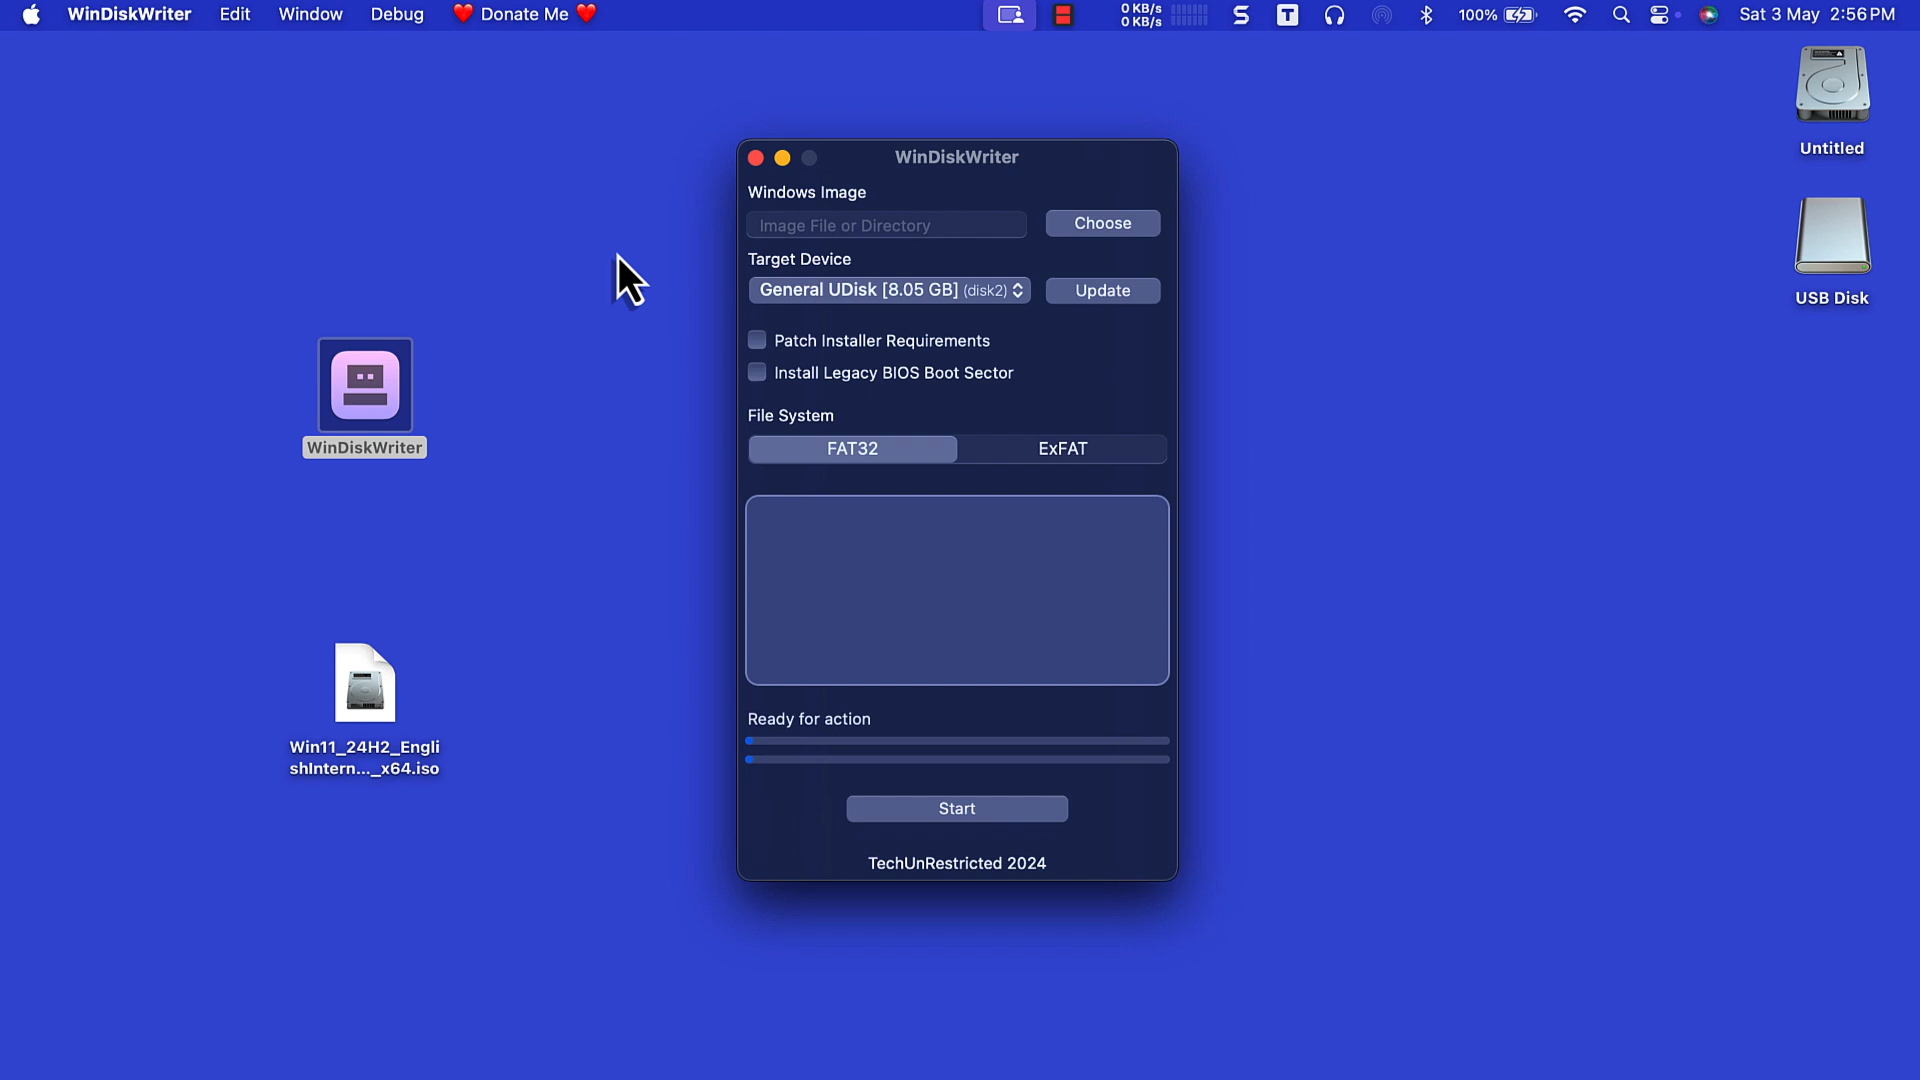 WinDiskWriter Edit Window Debug ❤️ Donate Me ❤️ 0 KB/s 0 KB/s S T 100% Sat 3 May 2:56 PM
Untitled
USB Disk
WinDiskWriter
Win11_24H2_Engli
shIntern..._x64.iso
WinDiskWriter
Windows Image
Image File or Directory Choose
Target Device
General UDisk [8.05 GB] (disk2) Update
Patch Installer Requirements
Install Legacy BIOS Boot Sector
File System
FAT32 ExFAT
Ready for action
Start
TechUnRestricted 2024